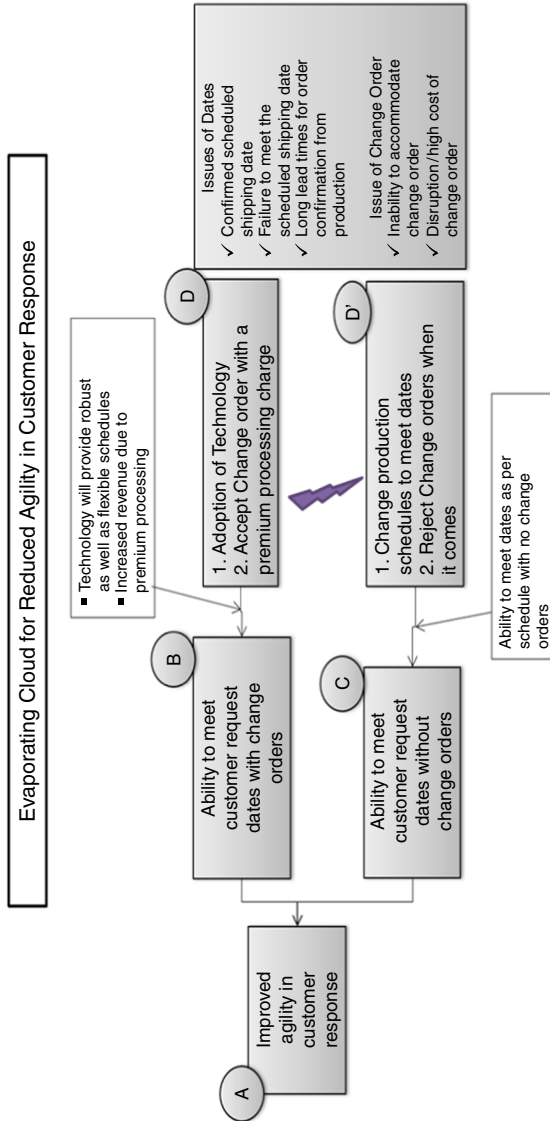 Evaporating Cloud for Reduced Agility in Customer Response
A
Improved
agility in
customer
response
B
Ability to meet
customer request
dates with change
orders
C
Ability to meet
customer request
dates without
change orders
■ Technology will provide robust
as well as flexible schedules
■ Increased revenue due to
premium processing
D
1. Adoption of Technology
2. Accept Change order with a
premium processing charge
D'
1. Change production
schedules to meet dates
2. Reject Change orders when
it comes
Ability to meet dates as per
schedule with no change
orders
Issues of Dates
✓ Confirmed scheduled
shipping date
✓ Failure to meet the
scheduled shipping date
✓ Long lead times for order
confirmation from
production
Issue of Change Order
✓ Inability to accommodate
change order
✓ Disruption/high cost of
change order